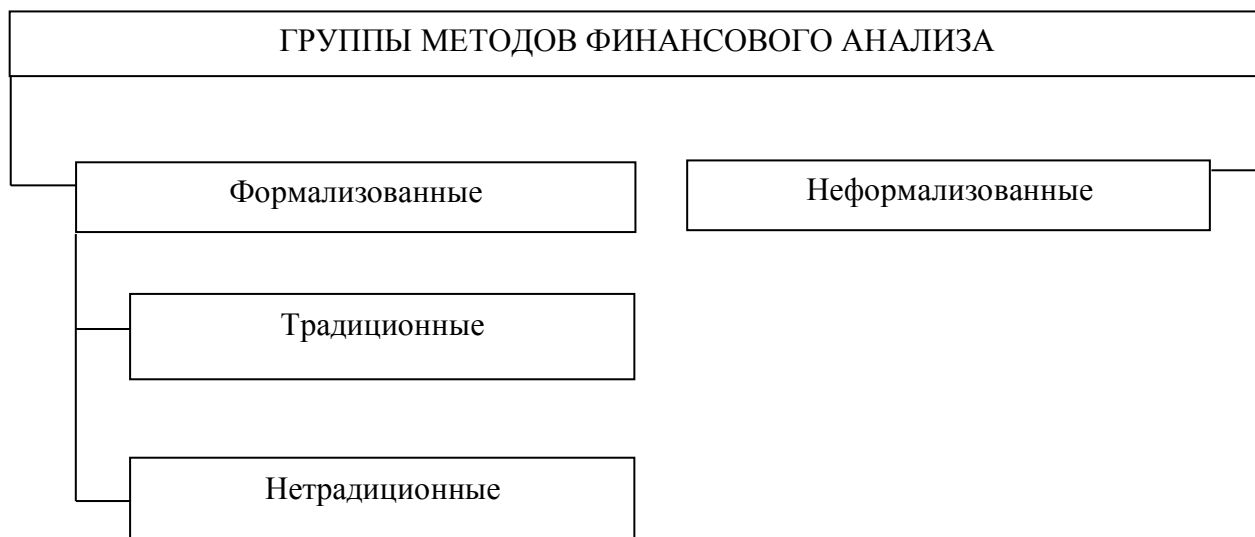 ГРУППЫ МЕТОДОВ ФИНАНСОВОГО АНАЛИЗА
Формализованные
Неформализованные
Традиционные
Нетрадиционные